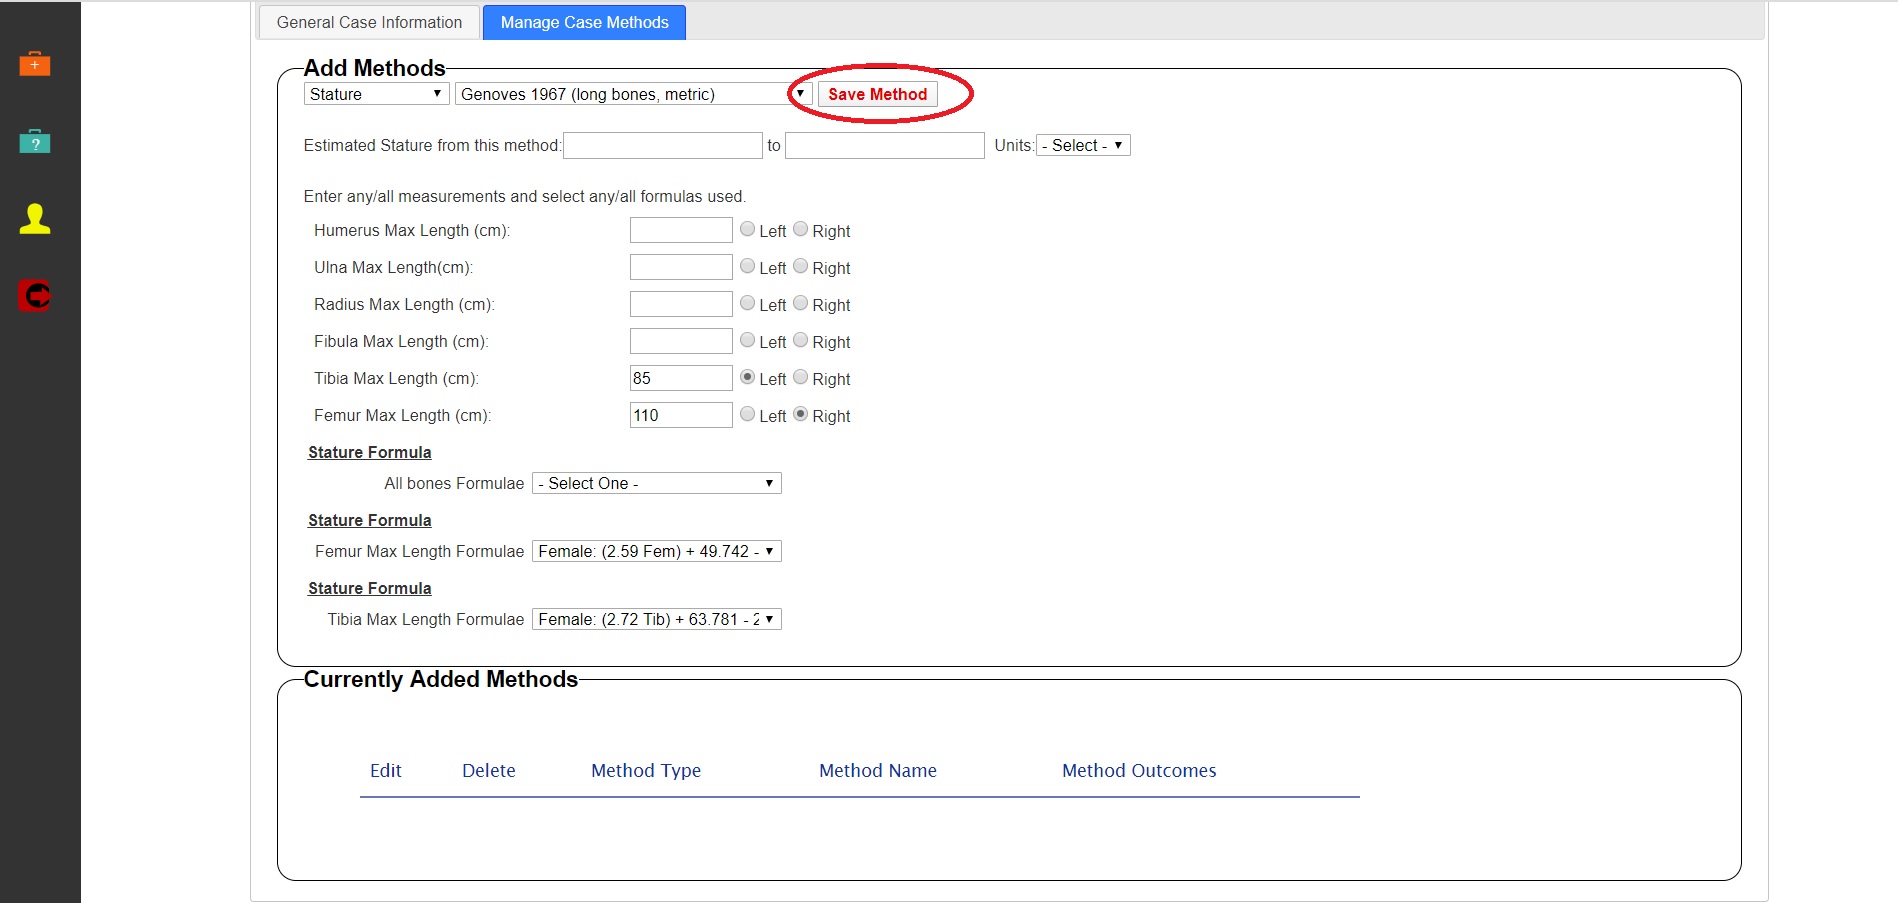 General Case Information Manage Case Methods
+
Add Methods
Stature Genoves 1967 (long bones, metric) Save Method
?
Estimated Stature from this method: to Units: - Select -
Enter any/all measurements and select any/all formulas used.
Humerus Max Length (cm): Left Right
Ulna Max Length(cm): Left Right
Radius Max Length (cm): Left Right
Fibula Max Length (cm): Left Right
Tibia Max Length (cm): 85 Left Right
Femur Max Length (cm): 110 Left Right
Stature Formula
All bones Formulae - Select One -
Stature Formula
Femur Max Length Formulae Female: (2.59 Fem) + 49.742 -
Stature Formula
Tibia Max Length Formulae Female: (2.72 Tib) + 63.781 - 2
Currently Added Methods
Edit Delete Method Type Method Name Method Outcomes